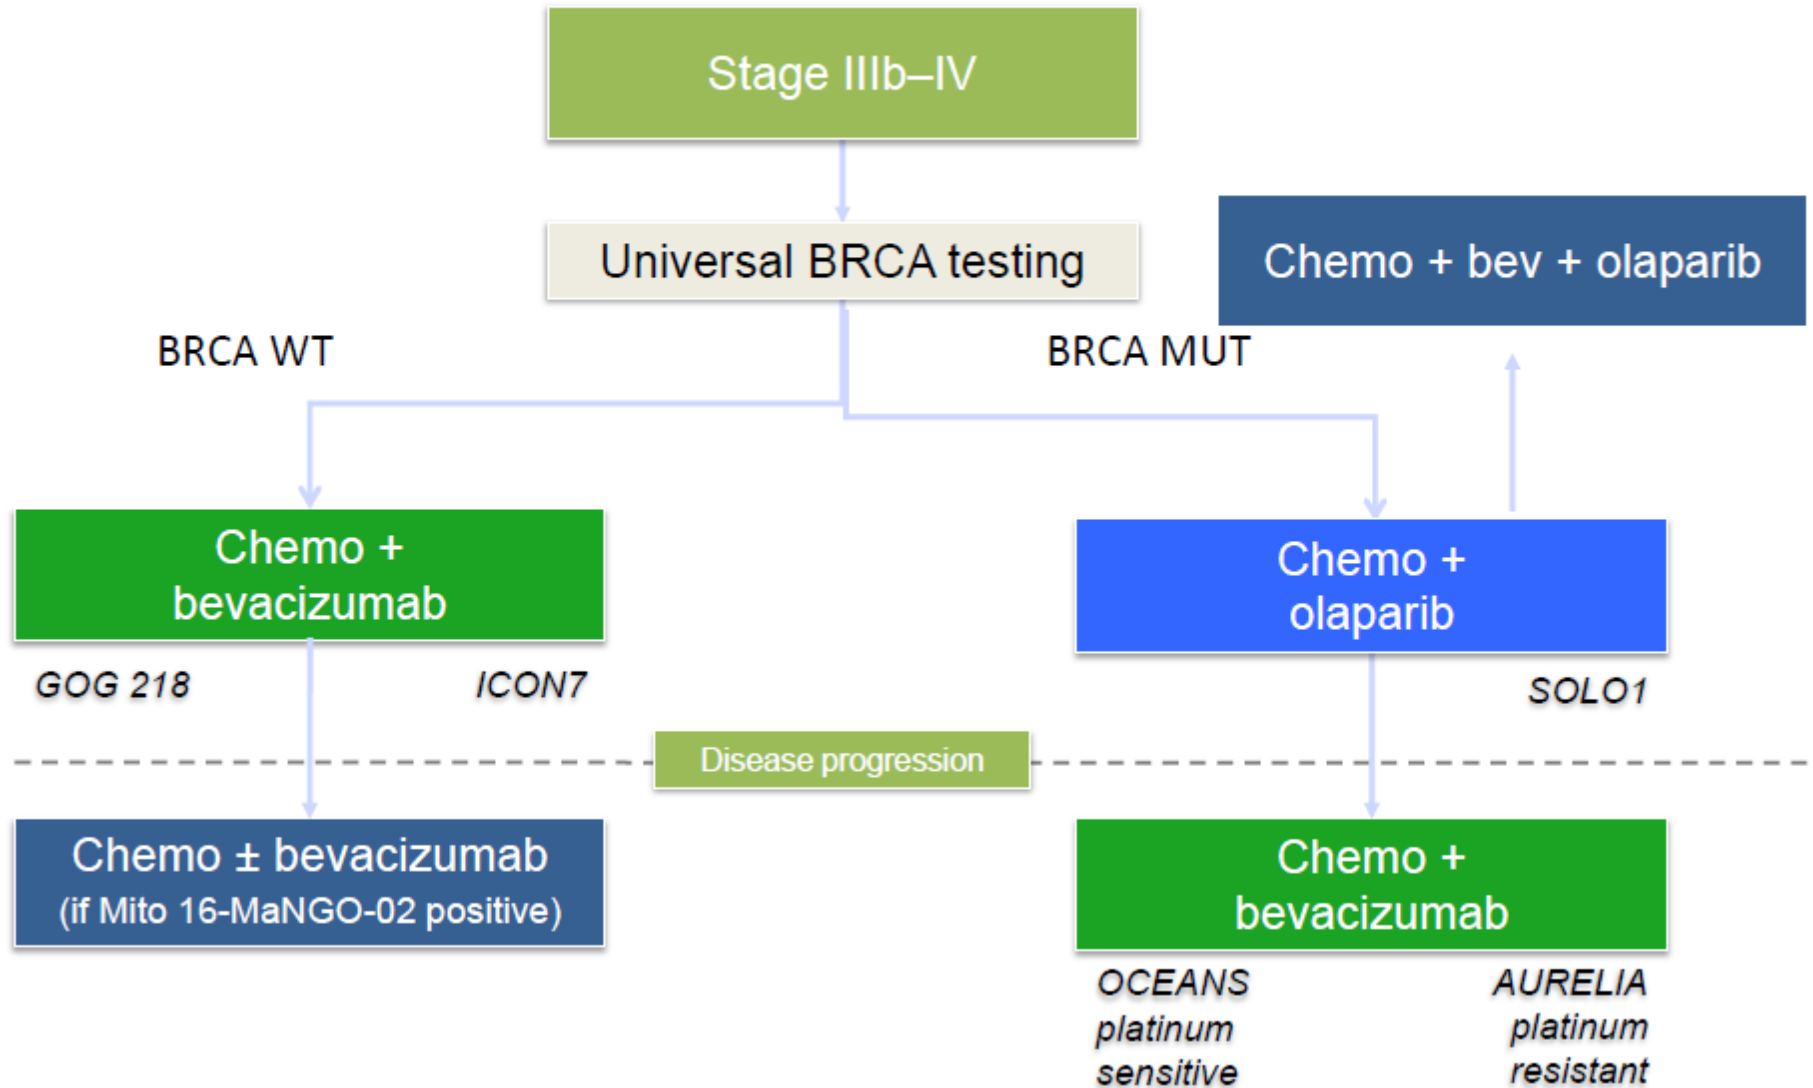 Stage IIIb–IV
Universal BRCA testing
Chemo + bev + olaparib
BRCA WT
BRCA MUT
Chemo +
bevacizumab
Chemo +
olaparib
GOG 218
ICON7
SOLO1
Disease progression
Chemo ± bevacizumab
(if Mito 16-MaNGO-02 positive)
Chemo +
bevacizumab
OCEANS
platinum
sensitive
AURELIA
platinum
resistant